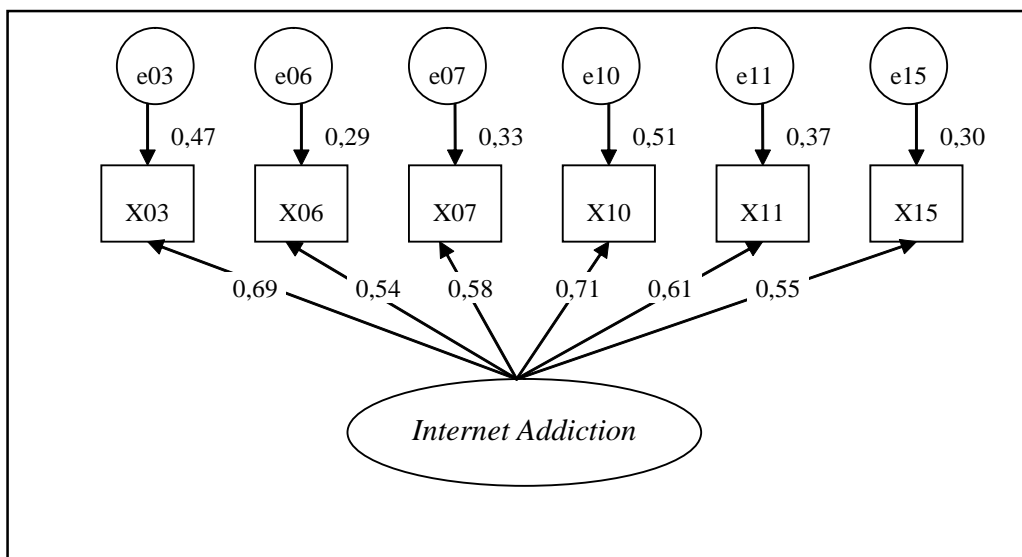 e03 e06 e07 e10 e11 e15
0,47 0,29 0,33 0,51 0,37 0,30
X03 X06 X07 X10 X11 X15
0,69 0,54 0,58 0,71 0,61 0,55
Internet Addiction